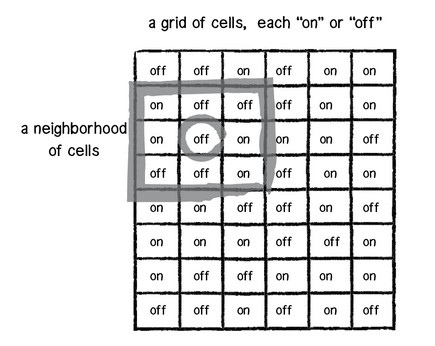 a grid of cells, each “on” or “off”
off off on off on on
on off off off on on
a neighborhood
of cells
on off on on on off
off off on off on on
on on off off on off
on on on off off on
on off off on on on
off off on off on off